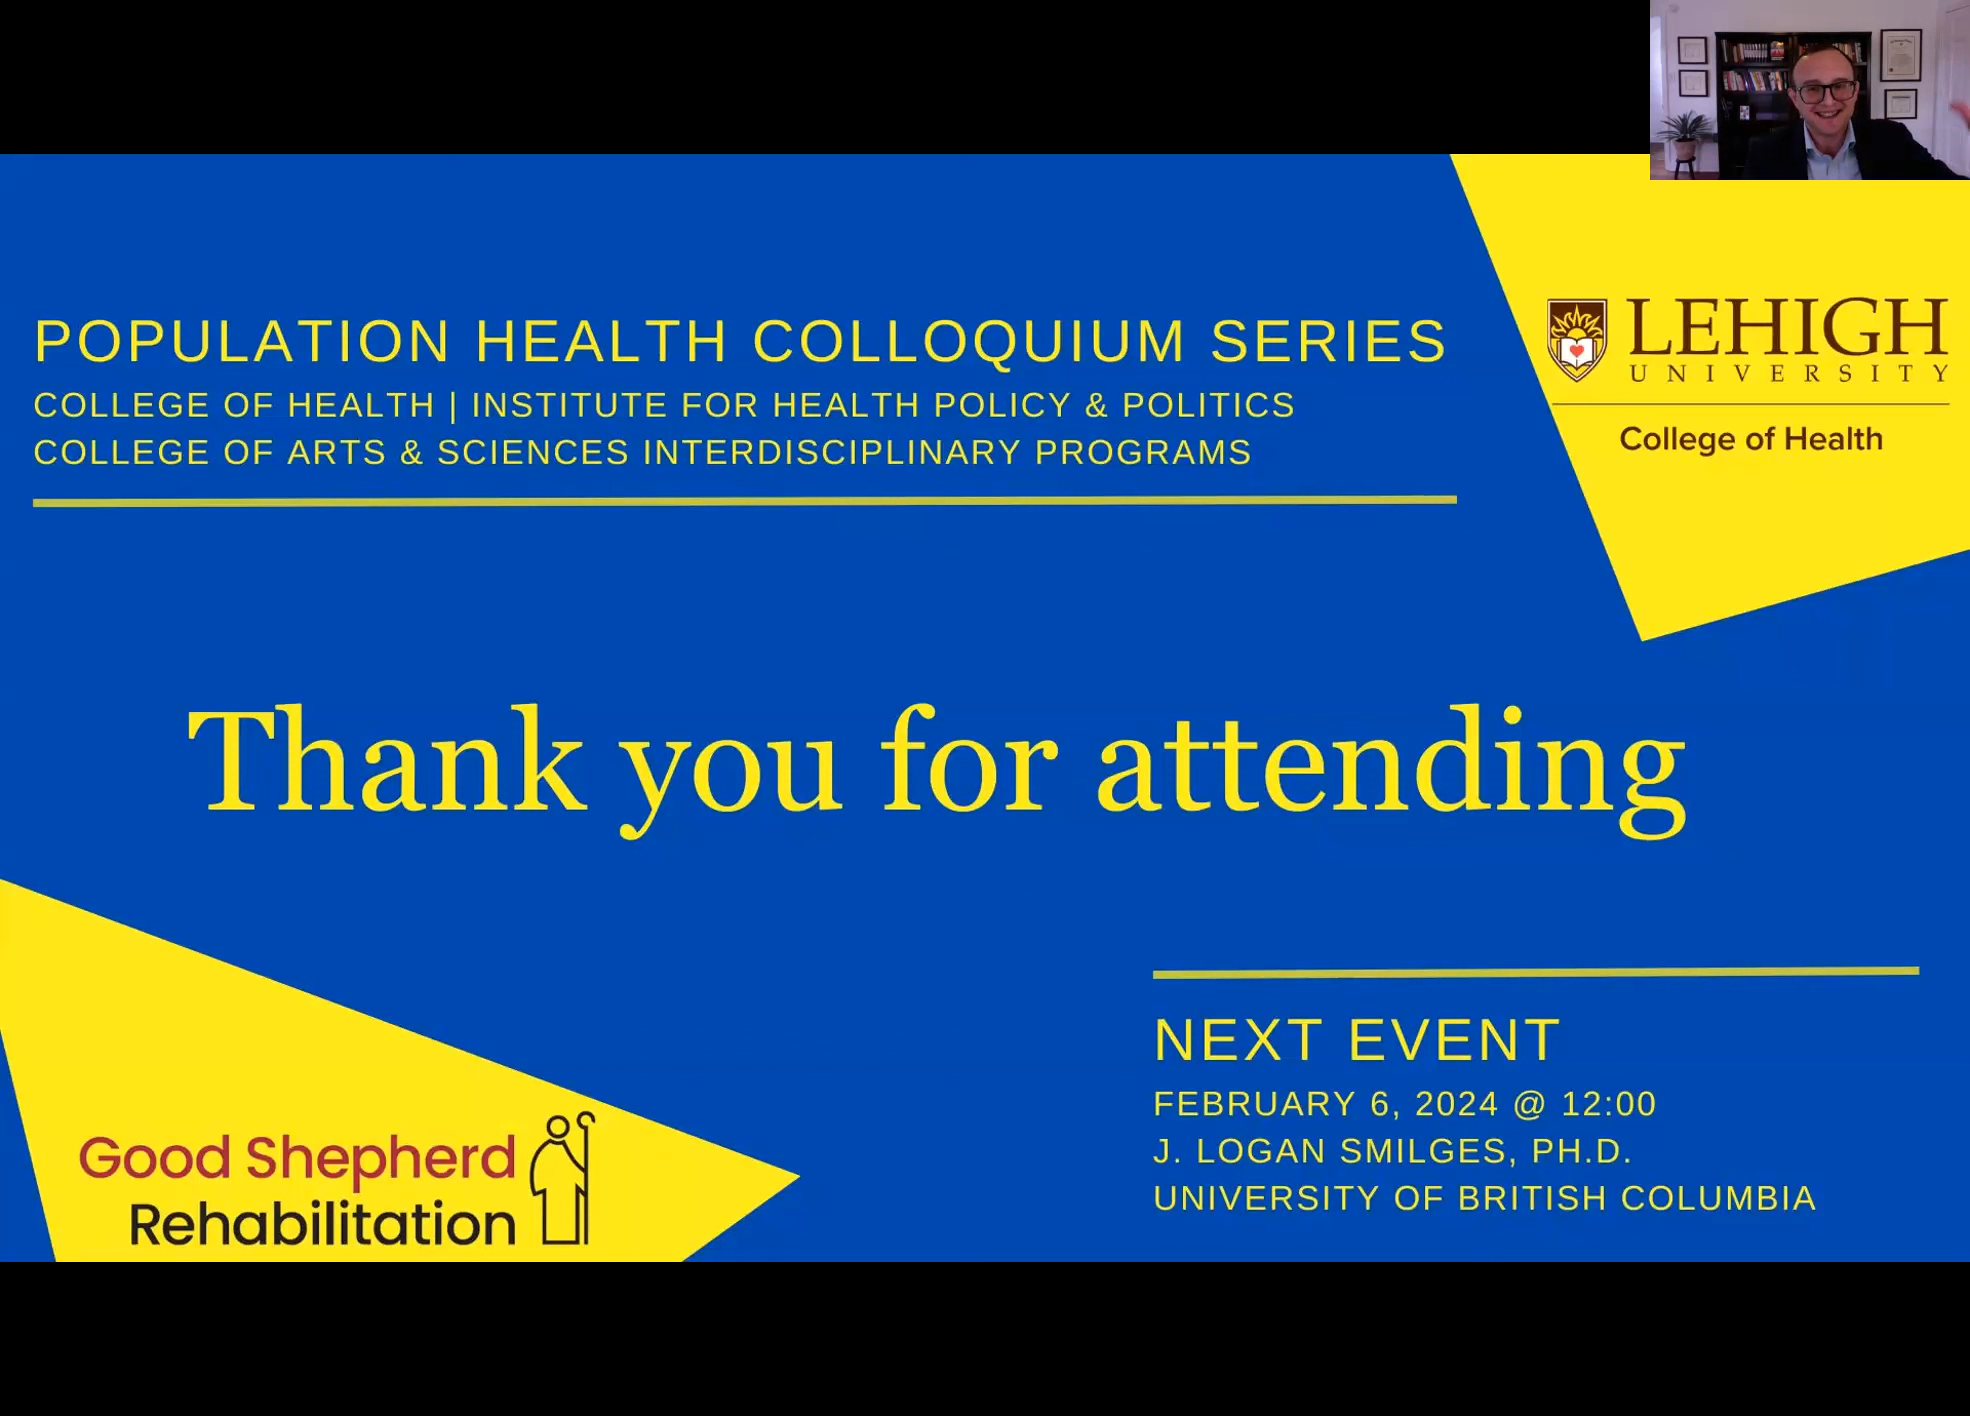 POPULATION HEALTH COLLOQUIUM SERIES
COLLEGE OF HEALTH | INSTITUTE FOR HEALTH POLICY & POLITICS
COLLEGE OF ARTS & SCIENCES INTERDISCIPLINARY PROGRAMS
LEHIGH
UNIVERSITY
College of Health
Thank you for attending
Good Shepherd
Rehabilitation
NEXT EVENT
FEBRUARY 6, 2024 @ 12:00
J. LOGAN SMILGES, PH.D.
UNIVERSITY OF BRITISH COLUMBIA